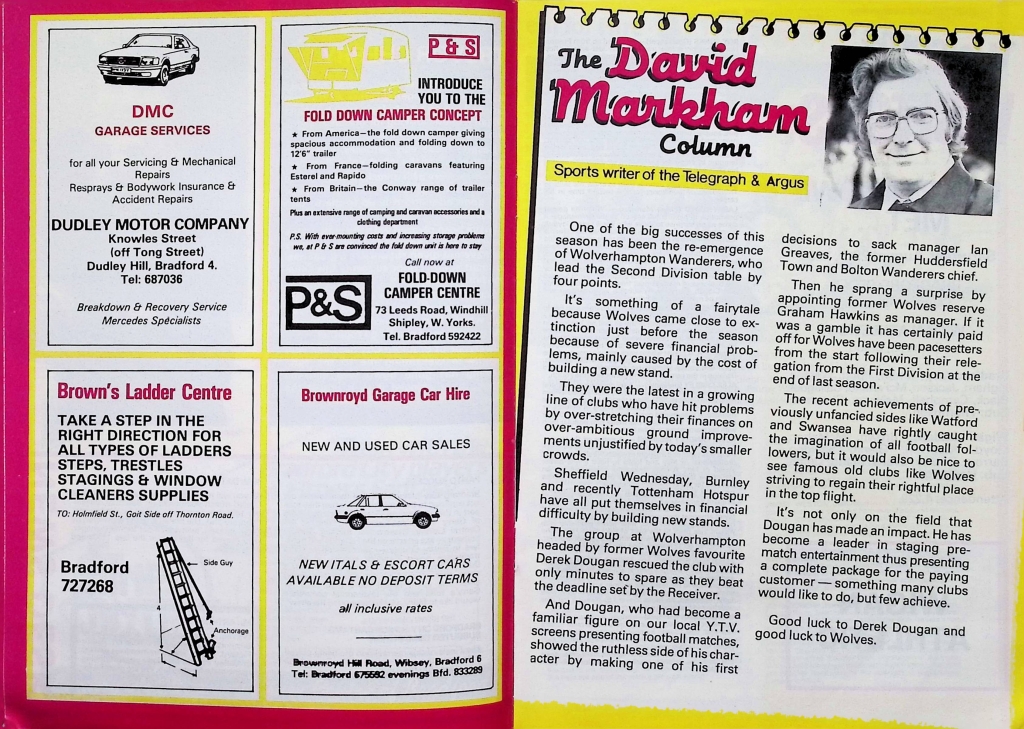 DMC
GARAGE SERVICES
for all your Servicing & Mechanical
Repairs
Resprays & Bodywork Insurance &
Accident Repairs
DUDLEY MOTOR COMPANY
Knowles Street
(off Tong Street)
Dudley Hill, Bradford 4.
Tel: 687036
Breakdown & Recovery Service
Mercedes Specialists
P & S
INTRODUCE
YOU TO THE
FOLD DOWN CAMPER CONCEPT
★ From America—the fold down camper giving
spacious accommodation and folding down to
12'6" trailer
★ From France—folding caravans featuring
Esterel and Rapido
★ From Britain—the Conway range of trailer
tents
Plus an extensive range of camping and caravan accessories and a
clothing department
P.S. With ever-mounting costs and increasing storage problems
we, at P & S are convinced the fold down unit is here to stay
Call now at
P&S
FOLD-DOWN
CAMPER CENTRE
73 Leeds Road, Windhill
Shipley, W. Yorks.
Tel. Bradford 592422
Brown's Ladder Centre
TAKE A STEP IN THE
RIGHT DIRECTION FOR
ALL TYPES OF LADDERS
STEPS, TRESTLES
STAGINGS & WINDOW
CLEANERS SUPPLIES
TO: Holmfield St., Goit Side off Thornton Road.
Bradford
727268
Side Guy
4
Anchorage
1
Brownroyd Garage Car Hire
NEW AND USED CAR SALES
NEW ITALS & ESCORT CARS
AVAILABLE NO DEPOSIT TERMS
all inclusive rates
Brownroyd Hill Road, Wibsey, Bradford 6
Tel: Bradford 675592 evenings Bfd. 833289
The David
Markham
Column
Sports writer of the Telegraph & Argus
One of the big successes of this
season has been the re-emergence
of Wolverhampton Wanderers, who
lead the Second Division table by
four points.
It's something of a fairytale
because Wolves came close to ex-
tinction just before the season
because of severe financial prob-
lems, mainly caused by the cost of
building a new stand.
They were the latest in a growing
line of clubs who have hit problems
by over-stretching their finances on
over-ambitious ground improve-
ments unjustified by today's smaller
crowds.
Sheffield Wednesday, Burnley
and recently Tottenham Hotspur
have all put themselves in financial
difficulty by building new stands.
The group at Wolverhampton
headed by former Wolves favourite
Derek Dougan rescued the club with
only minutes to spare as they beat
the deadline set by the Receiver.
And Dougan, who had become a
familiar figure on our local Y.T.V.
screens presenting football matches,
showed the ruthless side of his char-
acter by making one of his first
decisions to sack manager Ian
Greaves, the former Huddersfield
Town and Bolton Wanderers chief.
Then he sprang a surprise by
appointing former Wolves reserve
Graham Hawkins as manager. If it
was a gamble it has certainly paid
off for Wolves have been pacesetters
from the start following their rele-
gation from the First Division at the
end of last season.
The recent achievements of pre-
viously unfancied sides like Watford
and Swansea have rightly caught
the imagination of all football fol-
lowers, but it would also be nice to
see famous old clubs like Wolves
striving to regain their rightful place
in the top flight.
It's not only on the field that
Dougan has made an impact. He has
become a leader in staging pre-
match entertainment thus presenting
a complete package for the paying
customer — something many clubs
would like to do, but few achieve.
Good luck to Derek Dougan and
good luck to Wolves.